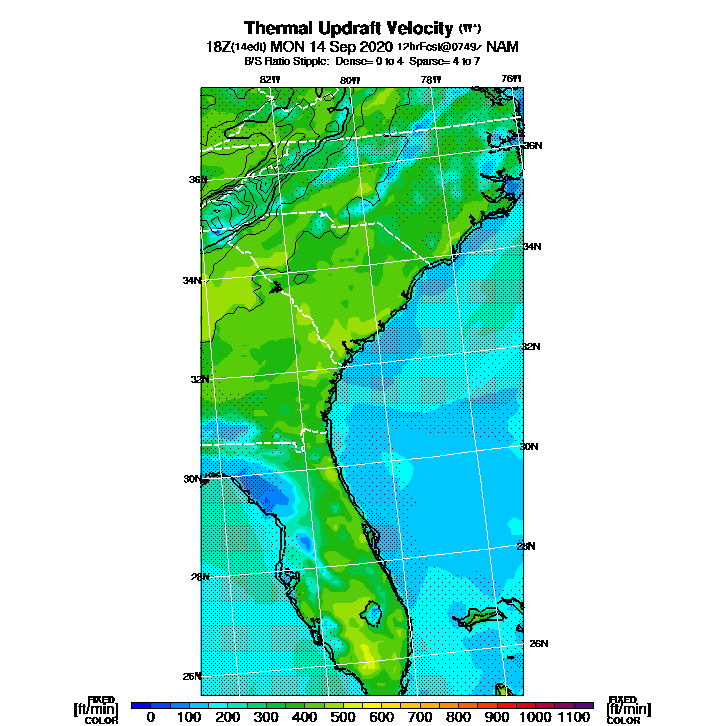 Thermal Updraft Velocity (W*)
18Z(14edt) MON 14 Sep 2020 12hrFcst@0749z NAM
B/S Ratio Stipple: Dense= 0 to 4 Sparse= 4 to 7
82W 80W 78W 76W
36N 36N
34N 34N
32N 32N
30N 30N
28N 28N
26N 26N
FIXED FIXED
[ft/min] 0 100 200 300 400 500 600 700 800 900 1000 1100 [ft/min]
COLOR COLOR